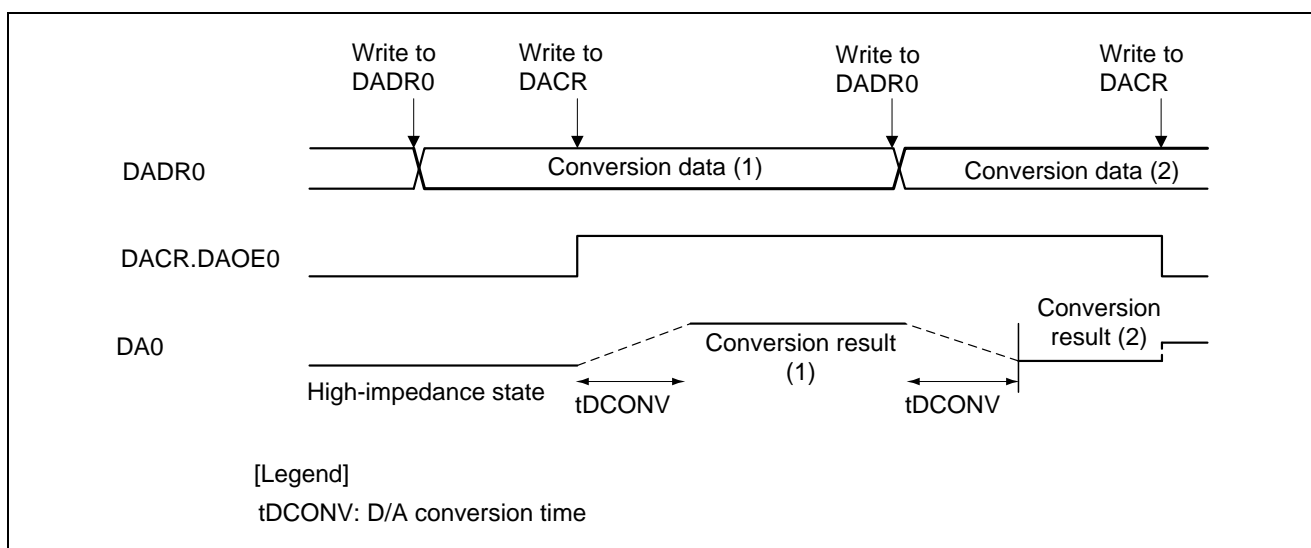 Write to
DADR0
Write to
DACR
Write to
DADR0
Write to
DACR
DADR0
Conversion data (1)
Conversion data (2)
DACR.DAOE0
DA0
High-impedance state
tDCONV
Conversion result
(1)
tDCONV
Conversion
result (2)
[Legend]
tDCONV: D/A conversion time